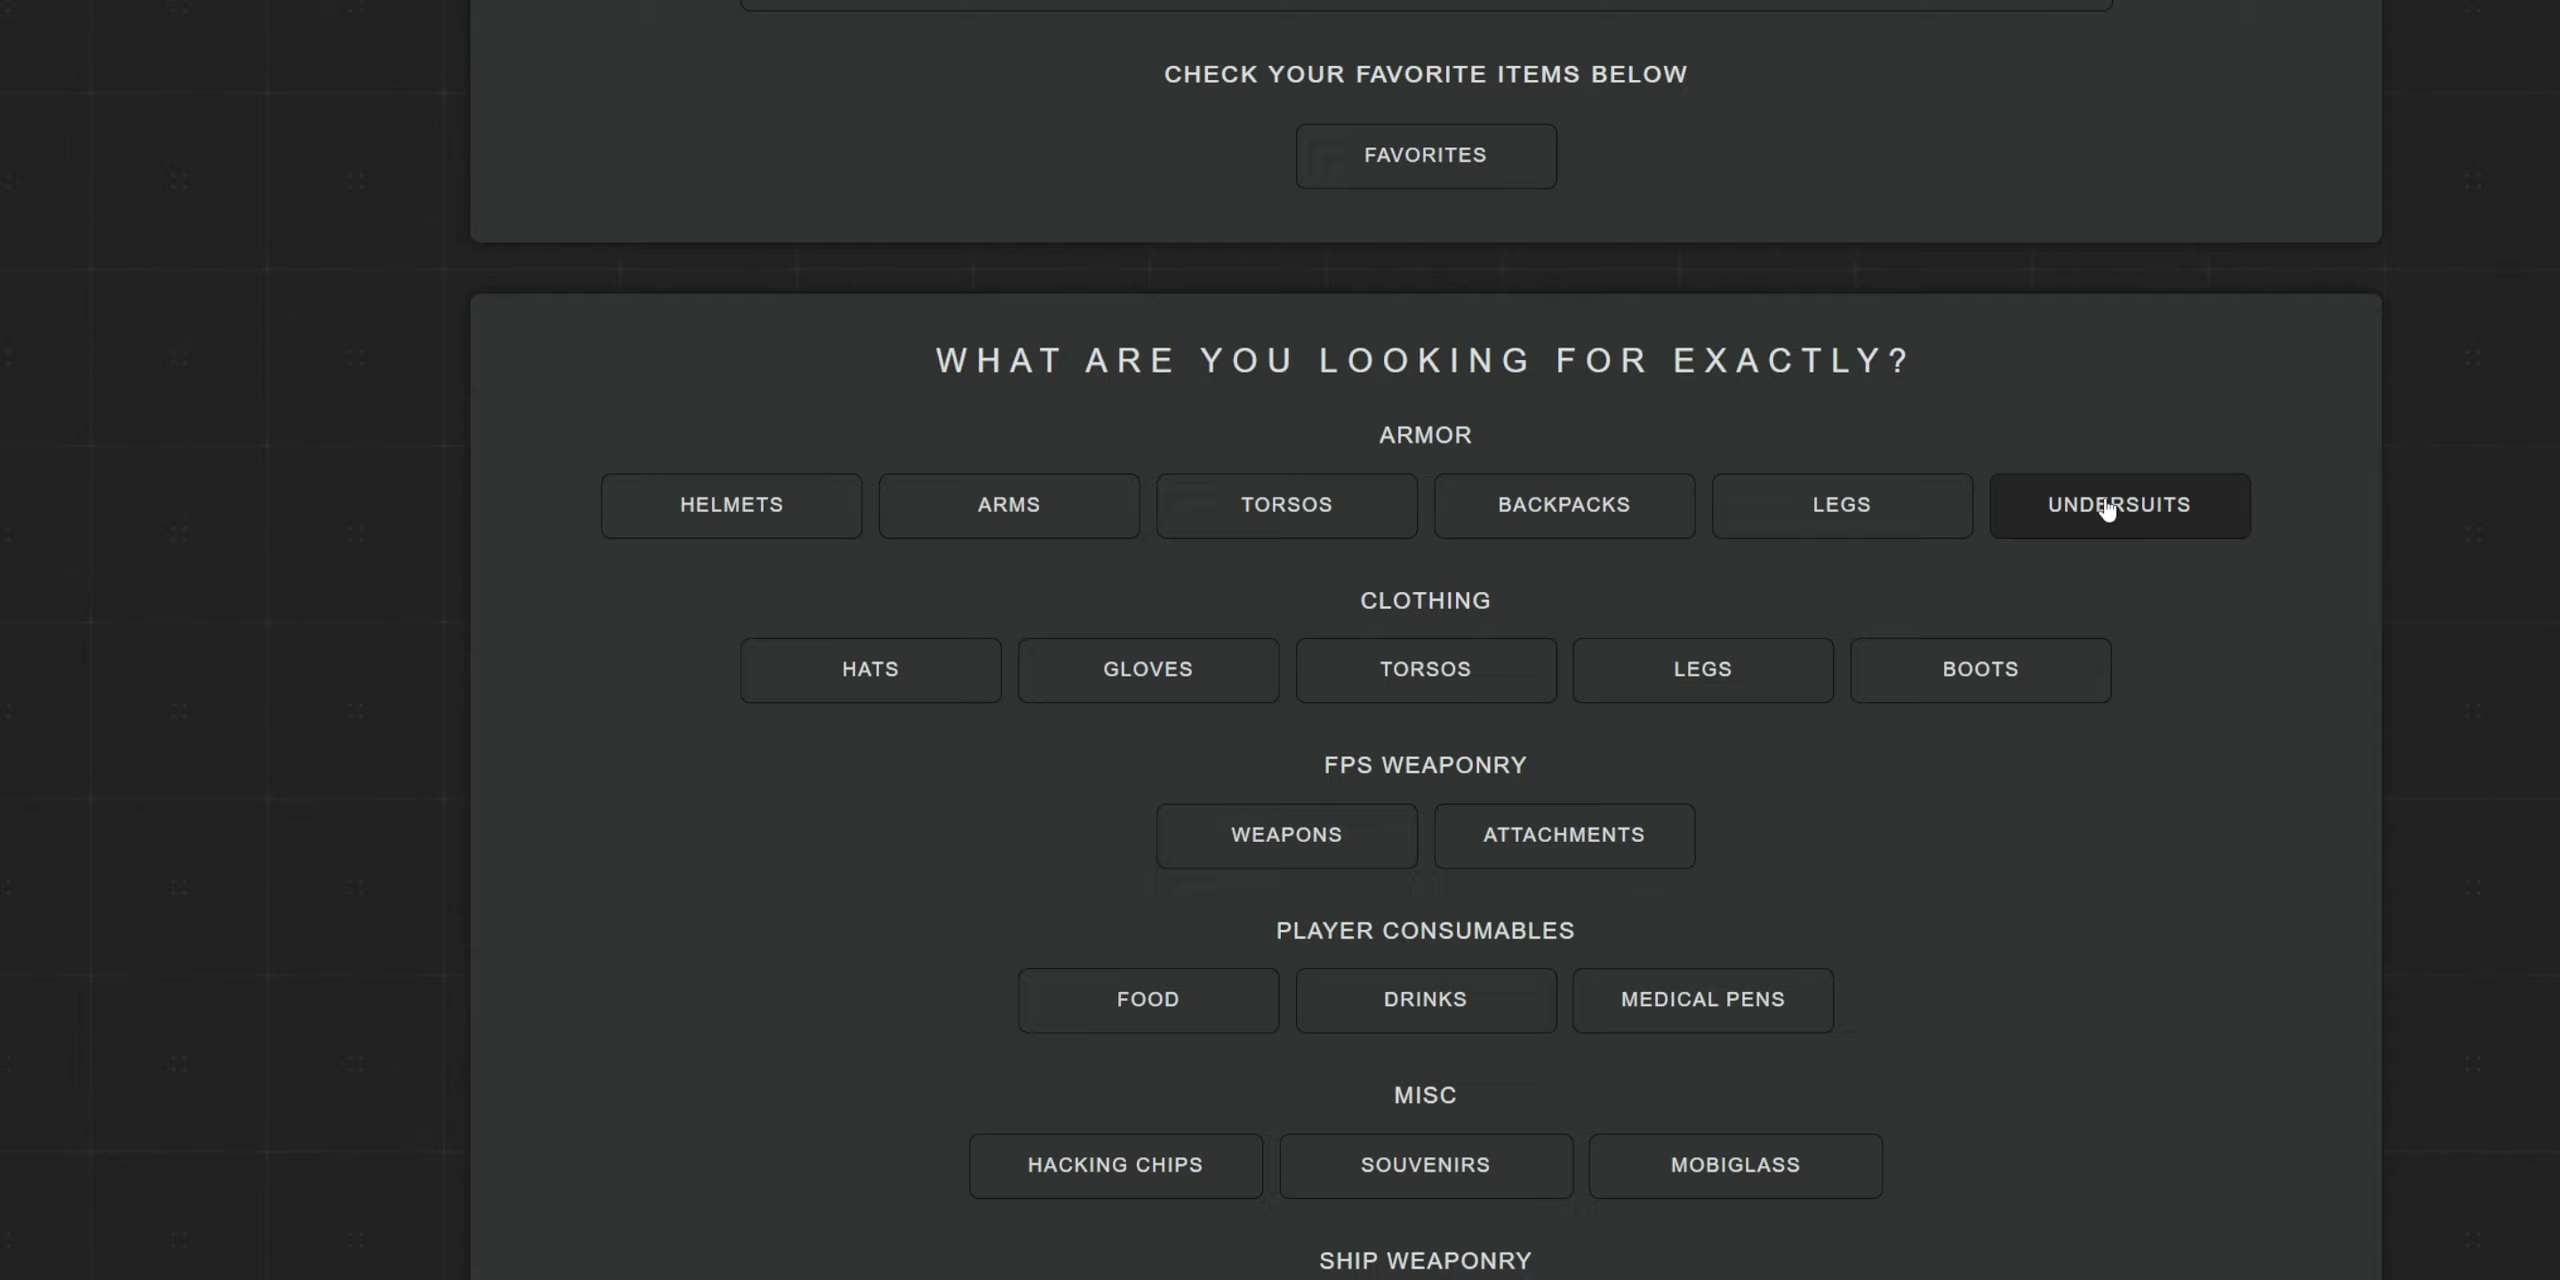 CHECK YOUR FAVORITE ITEMS BELOW
FAVORITES
WHAT ARE YOU LOOKING FOR EXACTLY?
ARMOR
HELMETS ARMS TORSOS BACKPACKS LEGS UNDERSUITS
CLOTHING
HATS GLOVES TORSOS LEGS BOOTS
FPS WEAPONRY
WEAPONS ATTACHMENTS
PLAYER CONSUMABLES
FOOD DRINKS MEDICAL PENS
MISC
HACKING CHIPS SOUVENIRS MOBIGLASS
SHIP WEAPONRY